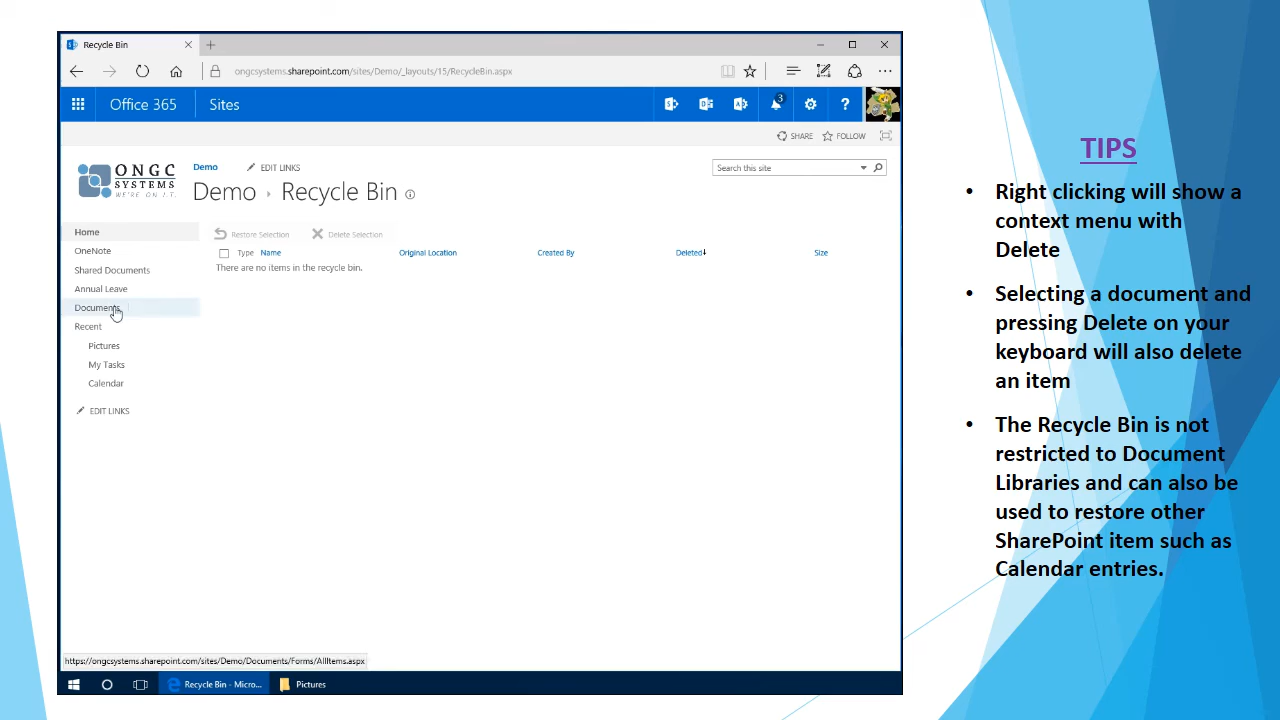 Recycle Bin
ongcsystems.sharepoint.com/sites/Demo/_layouts/15/RecycleBin.aspx
Office 365
Sites
3
?
SHARE
FOLLOW
ONGC
SYSTEMS
WE'RE ON I.T.
Demo
EDIT LINKS
Search this site
Demo › Recycle Bin
Home
OneNote
Shared Documents
Annual Leave
Documents
Recent
Pictures
My Tasks
Calendar
EDIT LINKS
Restore Selection
Delete Selection
Type Name Original Location Created By Deleted Size
There are no items in the recycle bin.
https://ongcsystems.sharepoint.com/sites/Demo/Documents/Forms/AllItems.aspx
Recycle Bin - Micro...
Pictures
TIPS
• Right clicking will show a
context menu with
Delete
• Selecting a document and
pressing Delete on your
keyboard will also delete
an item
• The Recycle Bin is not
restricted to Document
Libraries and can also be
used to restore other
SharePoint item such as
Calendar entries.